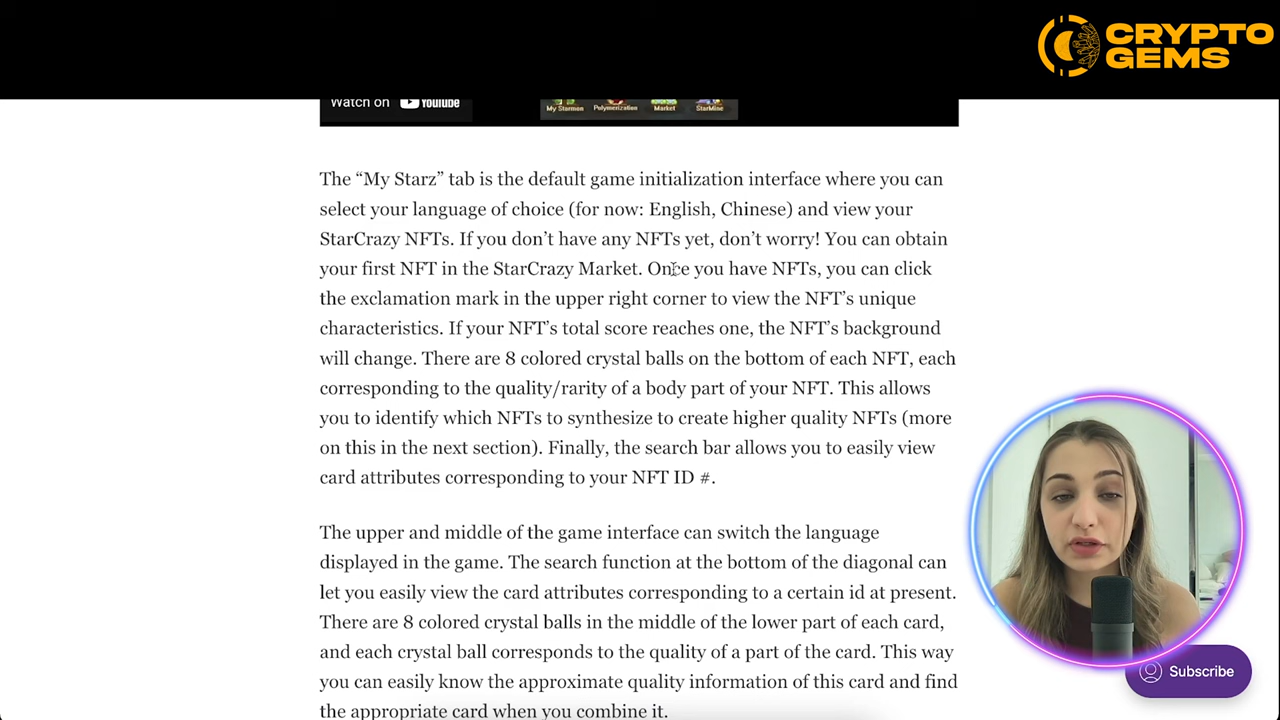 CRYPTO
GEMS
Watch on YouTube
My Starmon Polymerization Market StarMine
The “My Starz” tab is the default game initialization interface where you can
select your language of choice (for now: English, Chinese) and view your
StarCrazy NFTs. If you don’t have any NFTs yet, don’t worry! You can obtain
your first NFT in the StarCrazy Market. Once you have NFTs, you can click
the exclamation mark in the upper right corner to view the NFT’s unique
characteristics. If your NFT’s total score reaches one, the NFT’s background
will change. There are 8 colored crystal balls on the bottom of each NFT, each
corresponding to the quality/rarity of a body part of your NFT. This allows
you to identify which NFTs to synthesize to create higher quality NFTs (more
on this in the next section). Finally, the search bar allows you to easily view
card attributes corresponding to your NFT ID #.
The upper and middle of the game interface can switch the language
displayed in the game. The search function at the bottom of the diagonal can
let you easily view the card attributes corresponding to a certain id at present.
There are 8 colored crystal balls in the middle of the lower part of each card,
and each crystal ball corresponds to the quality of a part of the card. This way
you can easily know the approximate quality information of this card and find
the appropriate card when you combine it.
Subscribe